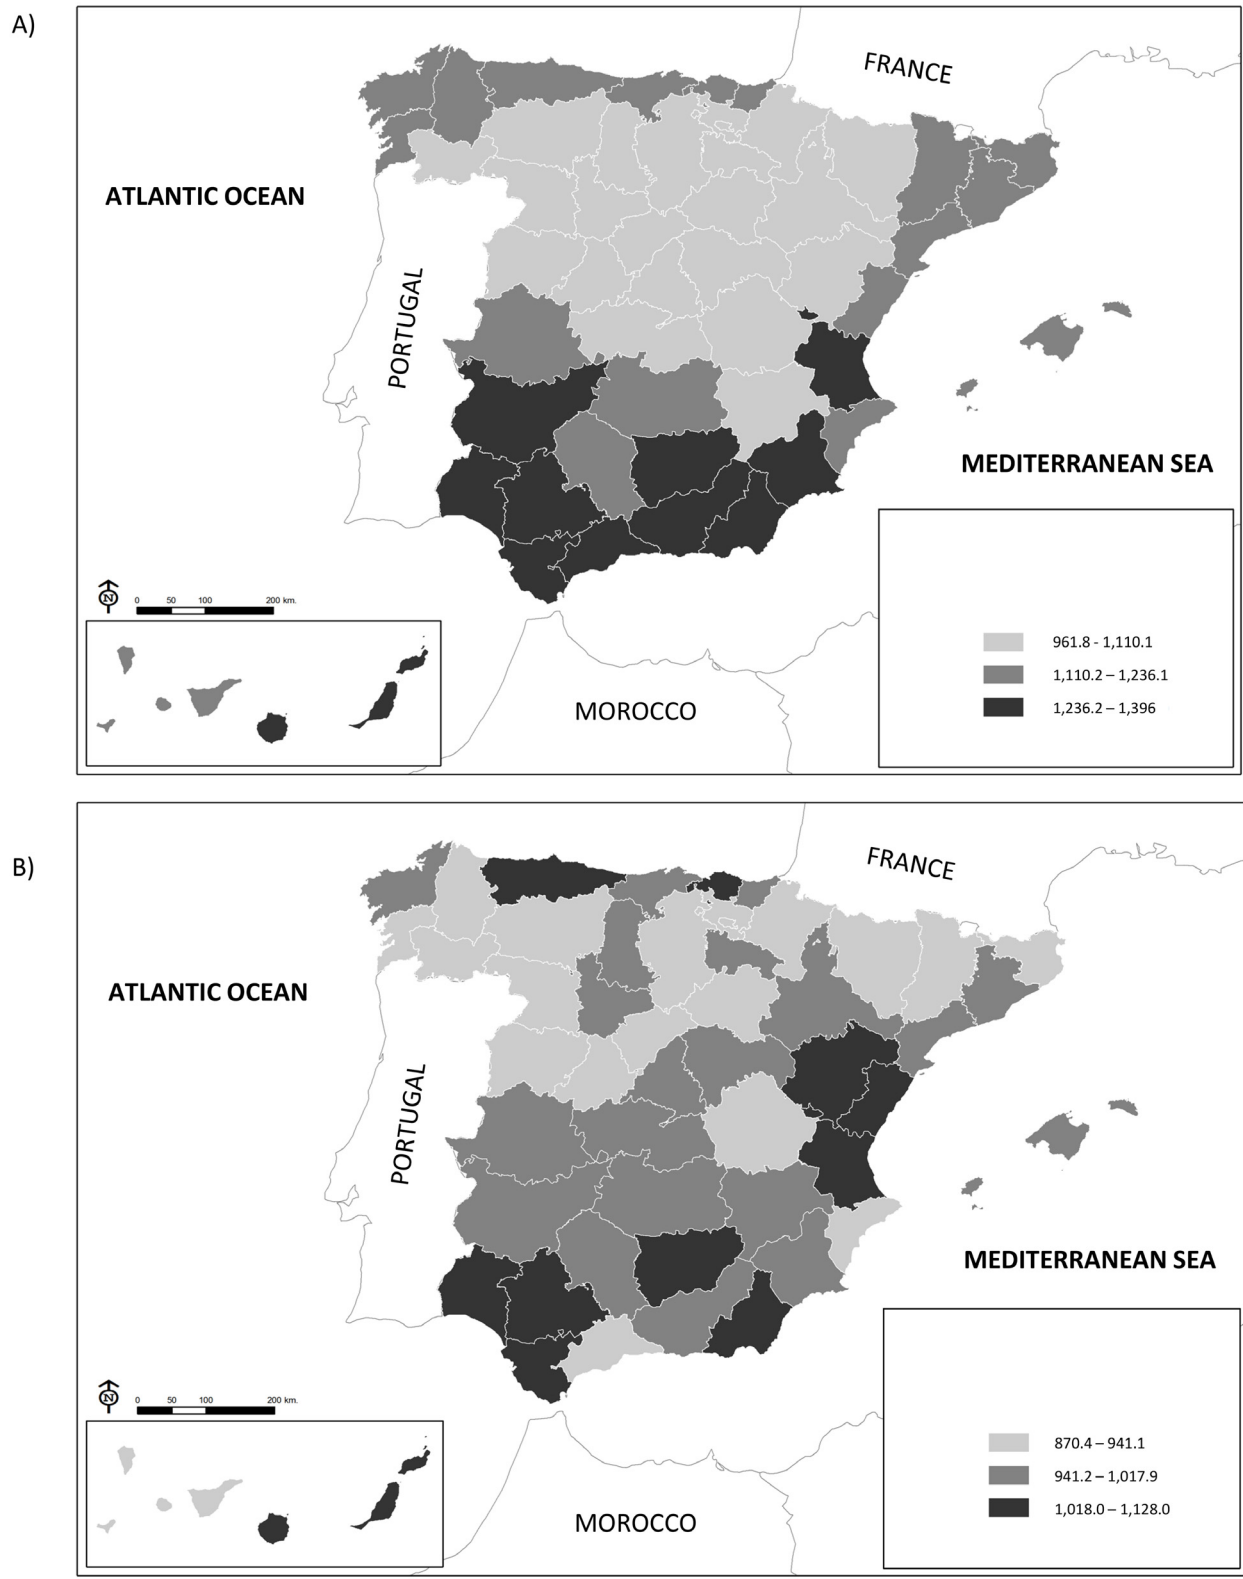 A)
FRANCE
ATLANTIC OCEAN
PORTUGAL
MEDITERRANEAN SEA
N
0 50 100 200 km.
961.8 - 1,110.1
1,110.2 – 1,236.1
1,236.2 – 1,396
MOROCCO
B)
FRANCE
ATLANTIC OCEAN
PORTUGAL
MEDITERRANEAN SEA
N
0 50 100 200 km.
870.4 – 941.1
941.2 – 1,017.9
1,018.0 – 1,128.0
MOROCCO